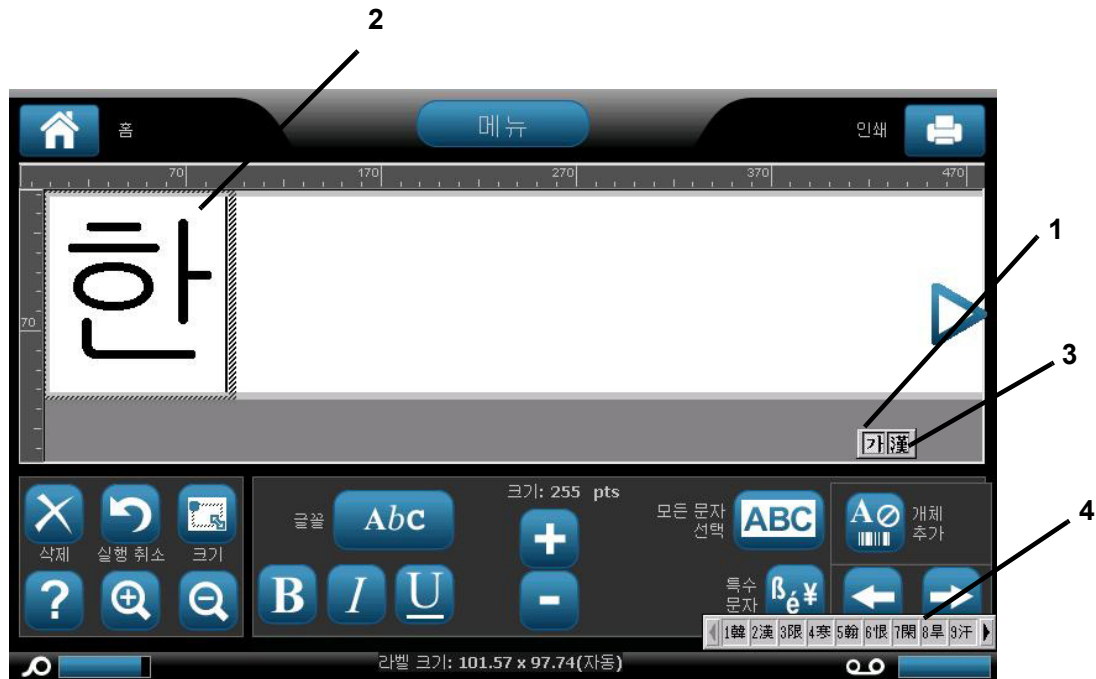 2
홈
메뉴
인쇄
70 170 270 370 470
1
한
70
3
가 漢
크기: 255 pts
글꼴
AbC
모든 문자
선택
ABC
A
개체
추가
4
삭제
실행 취소
크기
?
B I U
특수
문자
ß é ¥
1韓 2漢 3限 4寒 5翰 6恨 7閑 8旱 9汗
라벨 크기: 101.57 x 97.74(자동)